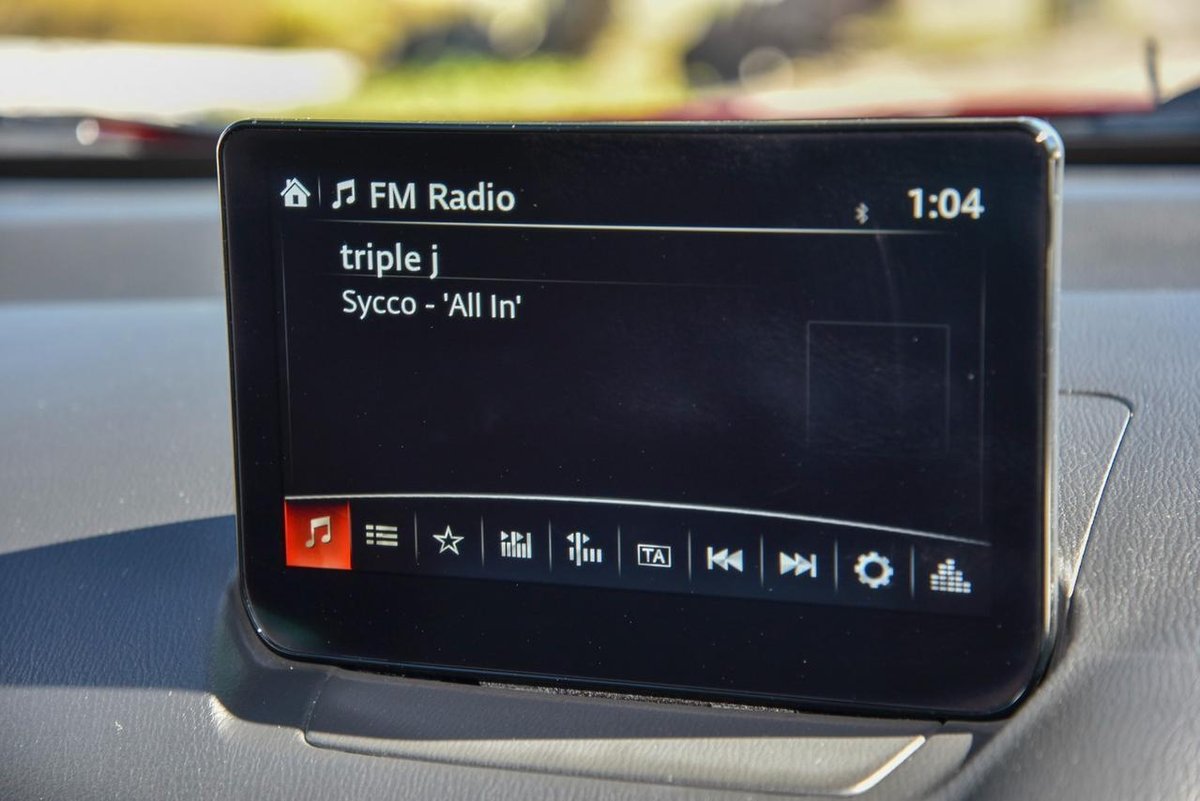 FM Radio
1:04
triple j
Sycco - 'All In'
TA